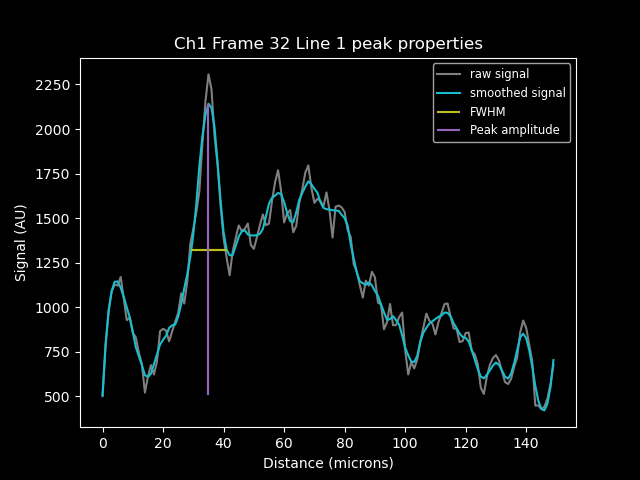 Ch1 Frame 32 Line 1 peak properties
raw signal
smoothed signal
FWHM
Peak amplitude
Signal (AU)
2250
2000
1750
1500
1250
1000
750
500
0 20 40 60 80 100 120 140
Distance (microns)